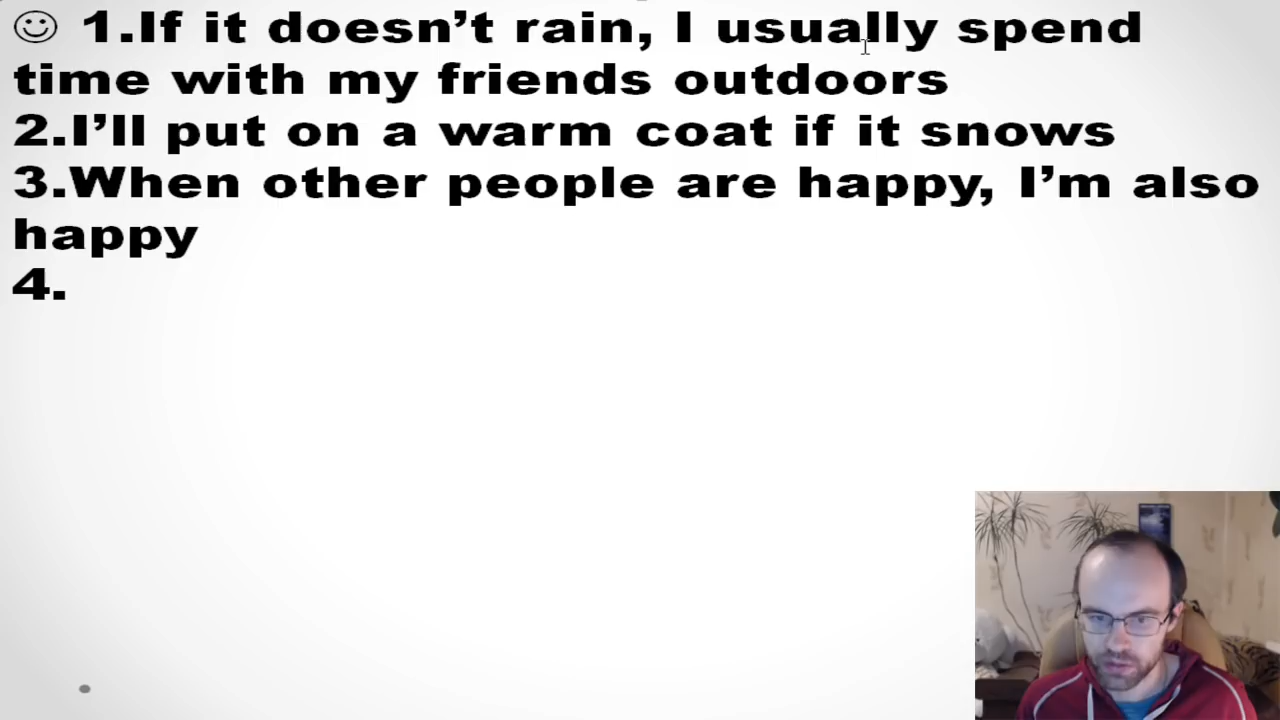 ☺ 1.If it doesn’t rain, I usually spend
time with my friends outdoors
2.I’ll put on a warm coat if it snows
3.When other people are happy, I’m also
happy
4.